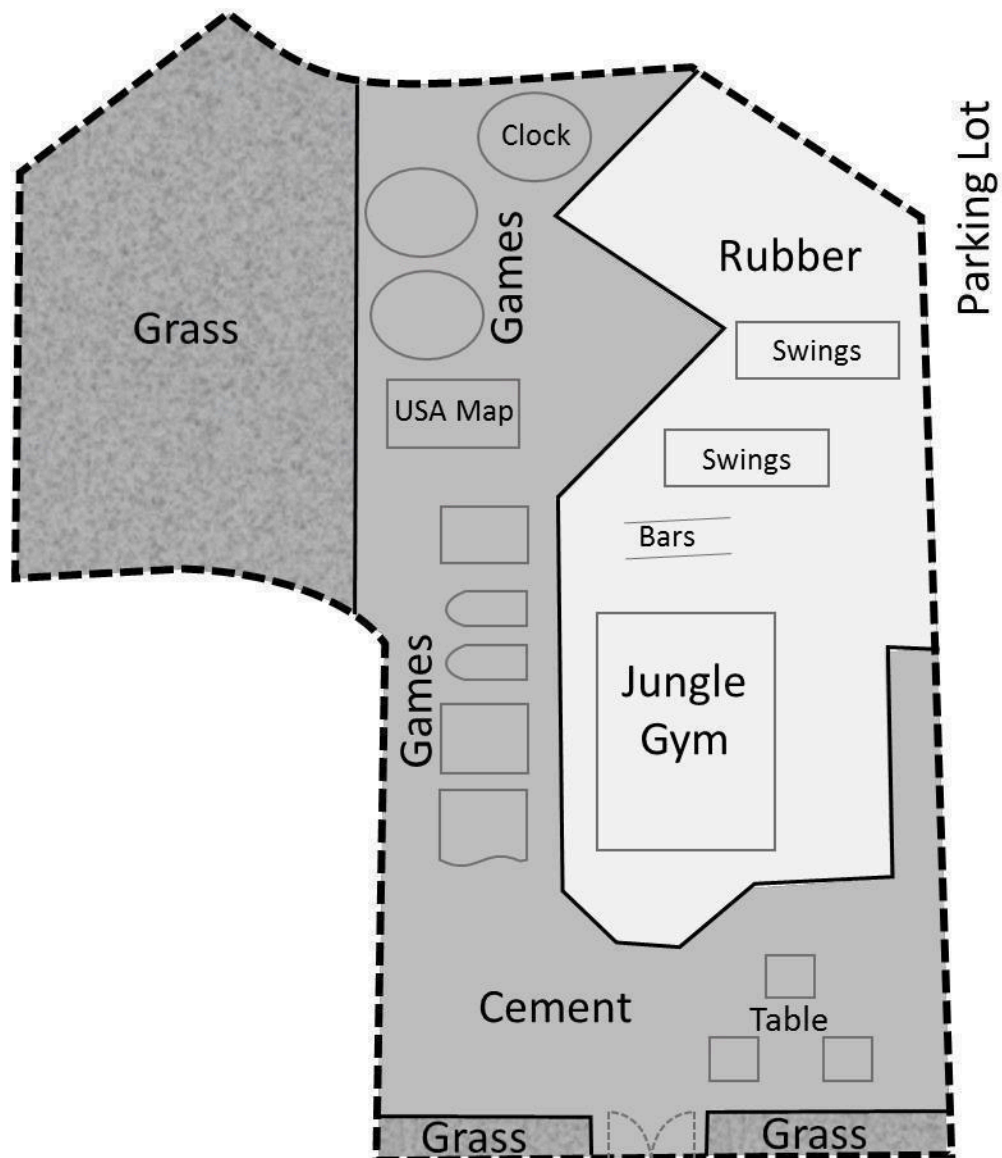 Clock
Parking Lot
Games
Rubber
Grass
Swings
USA Map
Swings
Bars
Games
Jungle
Gym
Cement
Table
Grass
Grass